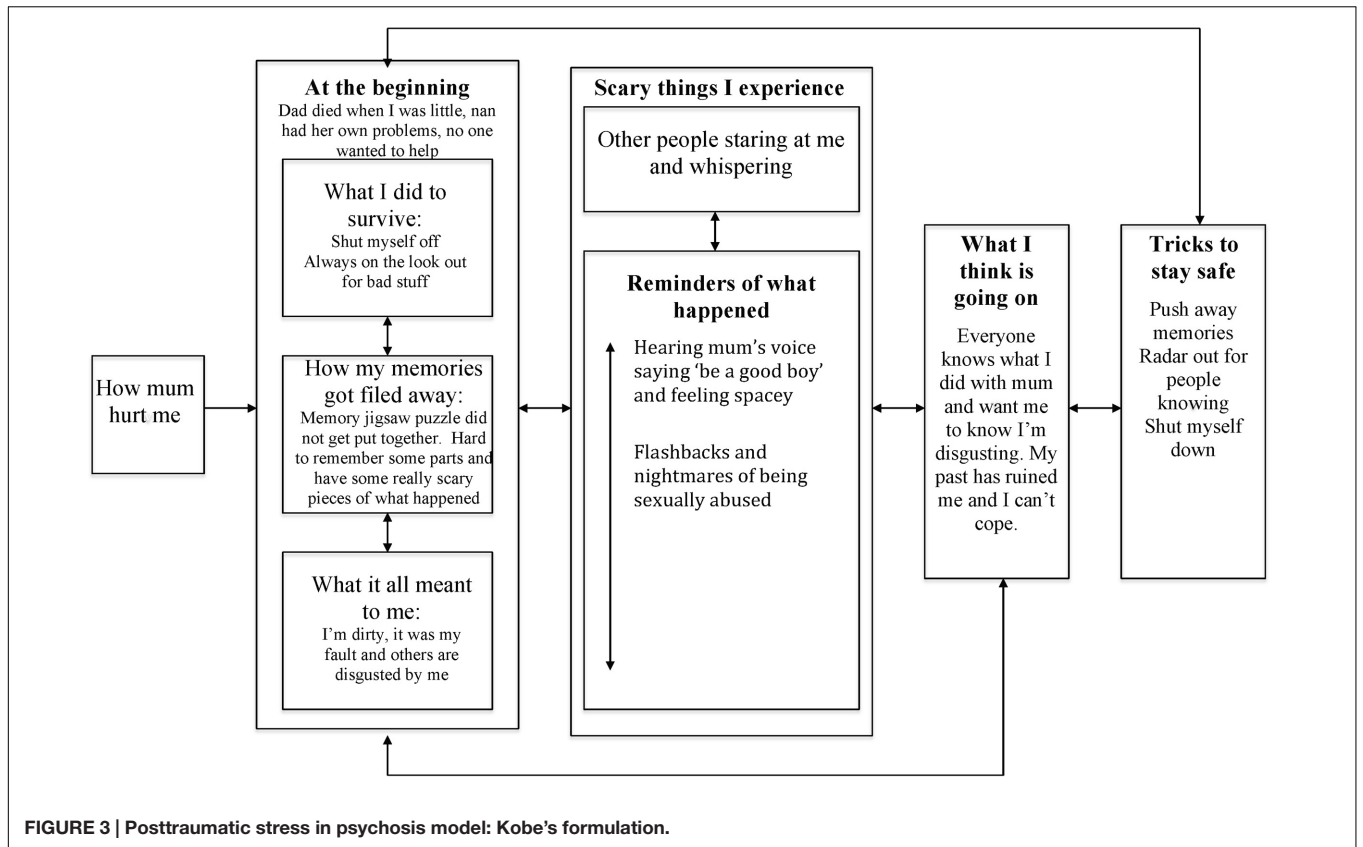 At the beginning
Dad died when I was little, nan
had her own problems, no one
wanted to help
What I did to
survive:
Shut myself off
Always on the look out
for bad stuff
How mum
hurt me
How my memories
got filed away:
Memory jigsaw puzzle did
not get put together. Hard
to remember some parts and
have some really scary
pieces of what happened
What it all meant
to me:
I'm dirty, it was my
fault and others are
disgusted by me
Scary things I experience
Other people staring at me
and whispering
Reminders of what
happened
Hearing mum's voice
saying 'be a good boy'
and feeling spacey
Flashbacks and
nightmares of being
sexually abused
What I
think is
going on
Everyone
knows what I
did with mum
and want me
to know I'm
disgusting. My
past has ruined
me and I can't
cope.
Tricks to
stay safe
Push away
memories
Radar out for
people
knowing
Shut myself
down
FIGURE 3 | Posttraumatic stress in psychosis model: Kobe's formulation.